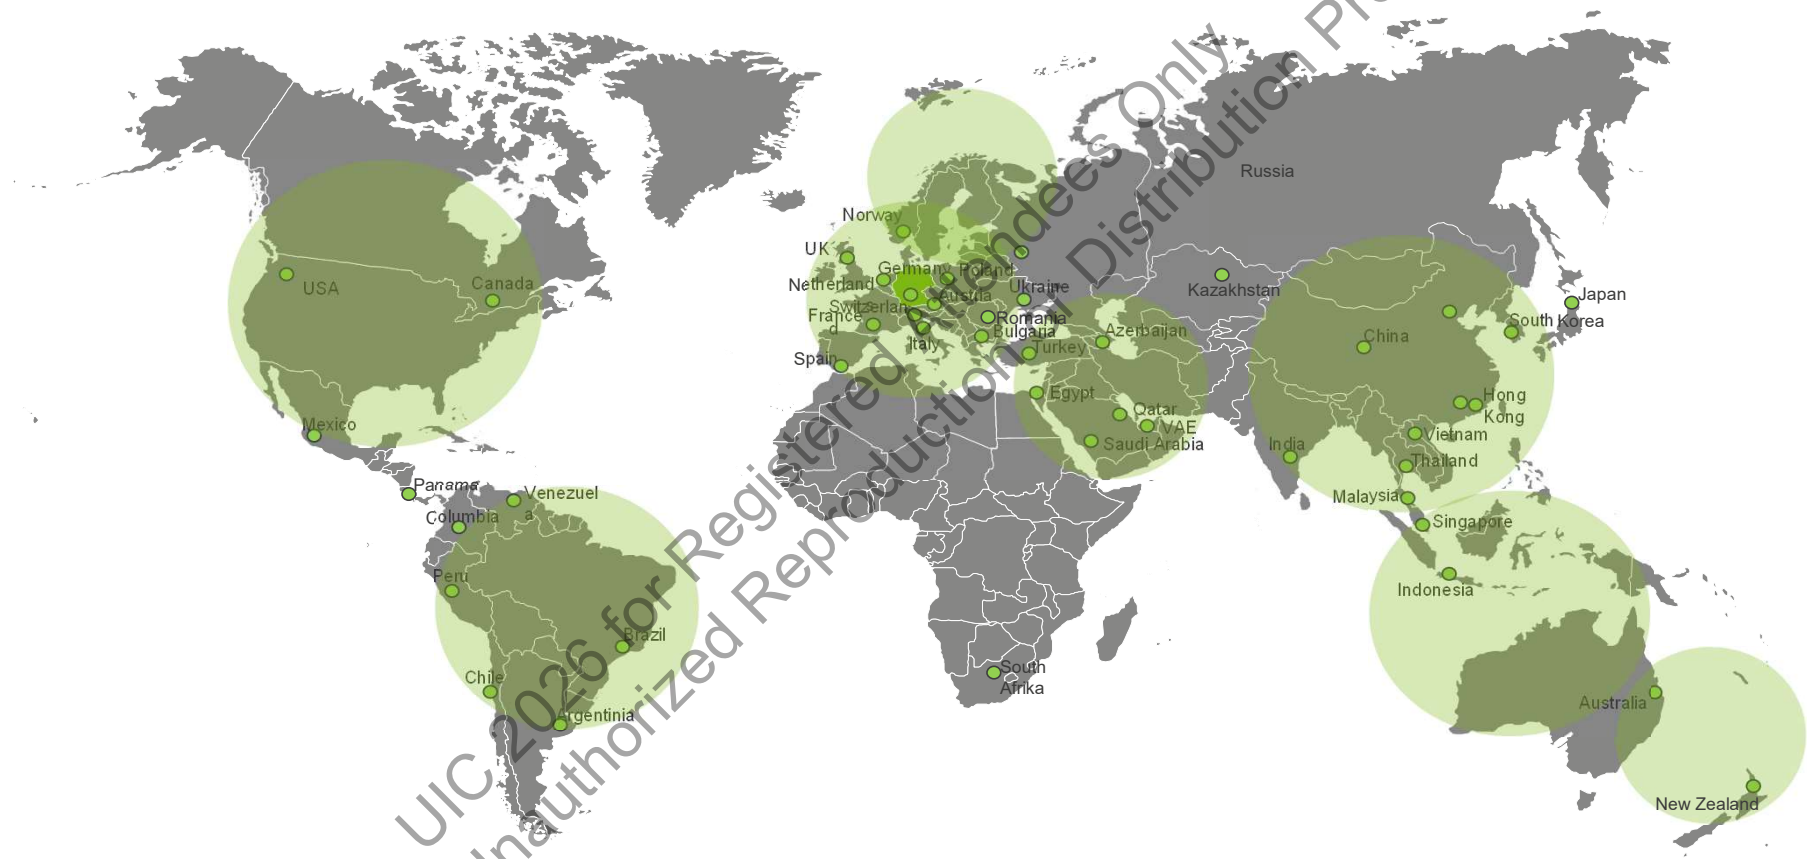 Russia
Norway
UK
Germany
Poland
Netherland
Ukraine
Austria
Switzerlan
d
France
Romania
Bulgaria
Italy
Spain
Turkey
Azerbaijan
Kazakhstan
USA
Canada
Mexico
Egypt
Qatar
VAE
Saudi Arabia
China
Japan
South Korea
Hong
Kong
Vietnam
India
Thailand
Malaysia
Singapore
Indonesia
Panama
Venezuel
a
Columbia
Peru
Brazil
Chile
Argentinia
South
Afrika
Australia
New Zealand
UIC 2026 for Registered Attendees Only
Unauthorized Reproduction or Distribution